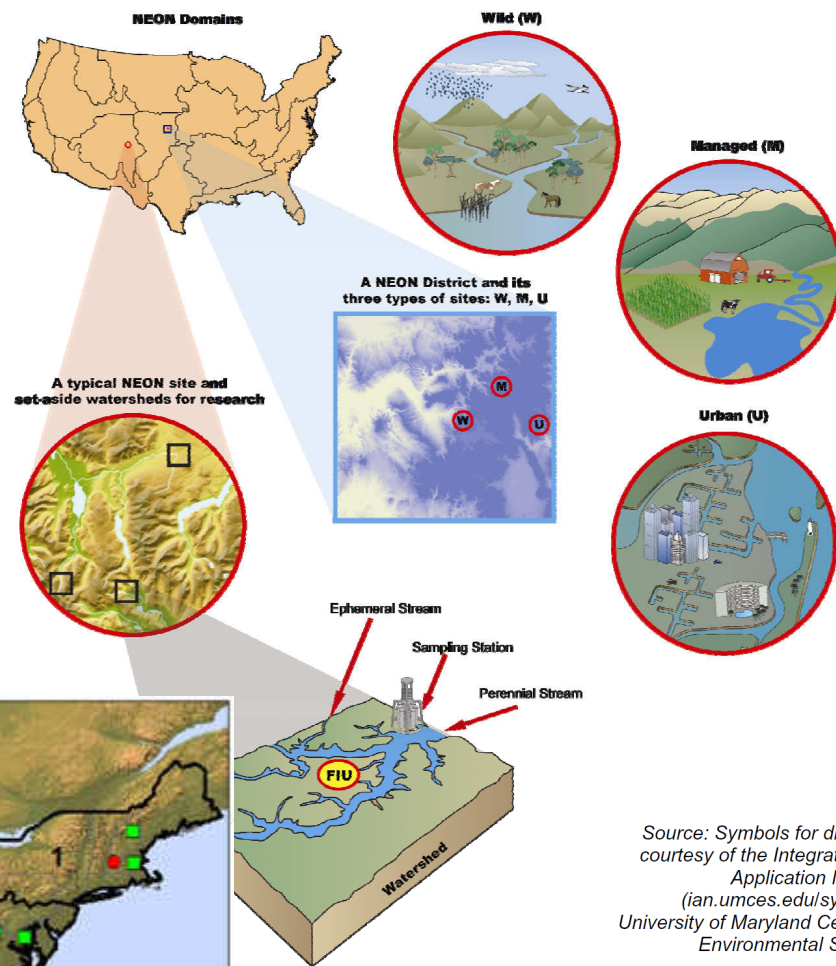 NEON Domains
Wild (W)
Managed (M)
A NEON District and its
three types of sites: W, M, U
M
W
U
A typical NEON site and
set-aside watersheds for research
Urban (U)
Ephemeral Stream
Sampling Station
Perennial Stream
FIU
Watershed
1
Source: Symbols for
courtesy of the
Application
(ian.umces.edu/sy
University of Maryland
Environmental